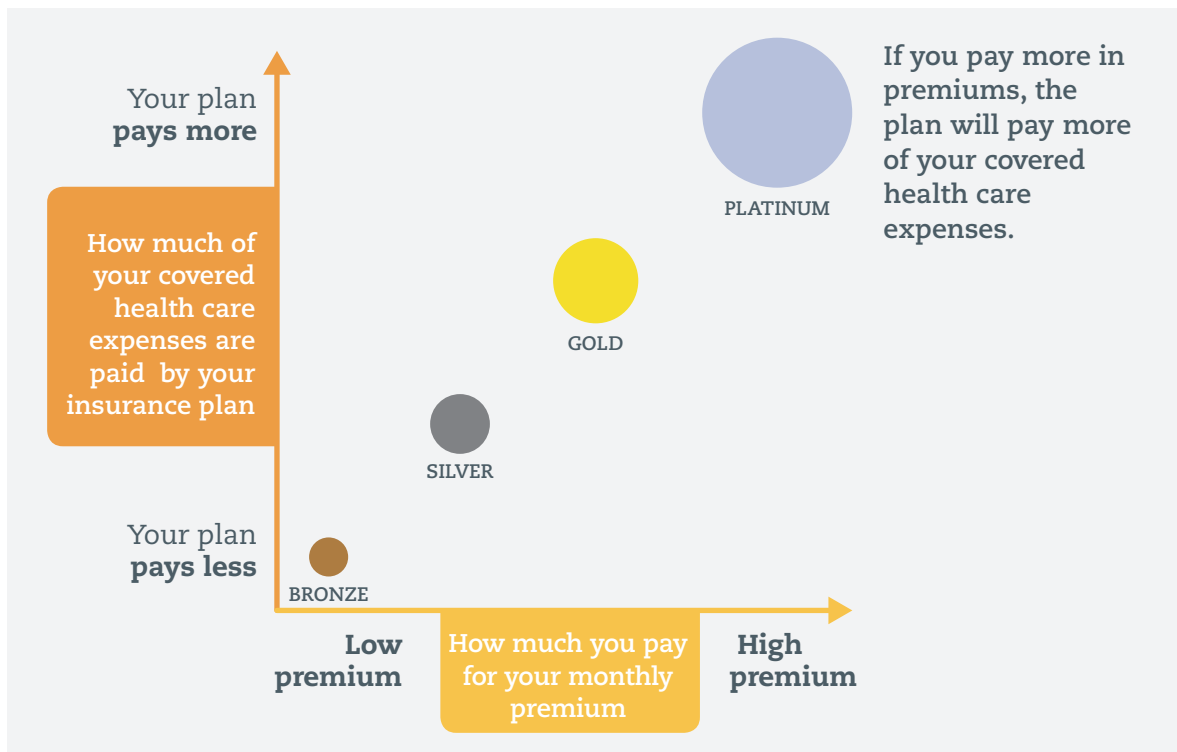 Your plan
pays more
How much of
your covered
health care
expenses are
paid  by your
insurance plan
Your plan
pays less
PLATINUM
GOLD
SILVER
BRONZE
If you pay more in
premiums, the
plan will pay more
of your covered
health care
expenses.
Low
premium
How much you pay
for your monthly
premium
High
premium